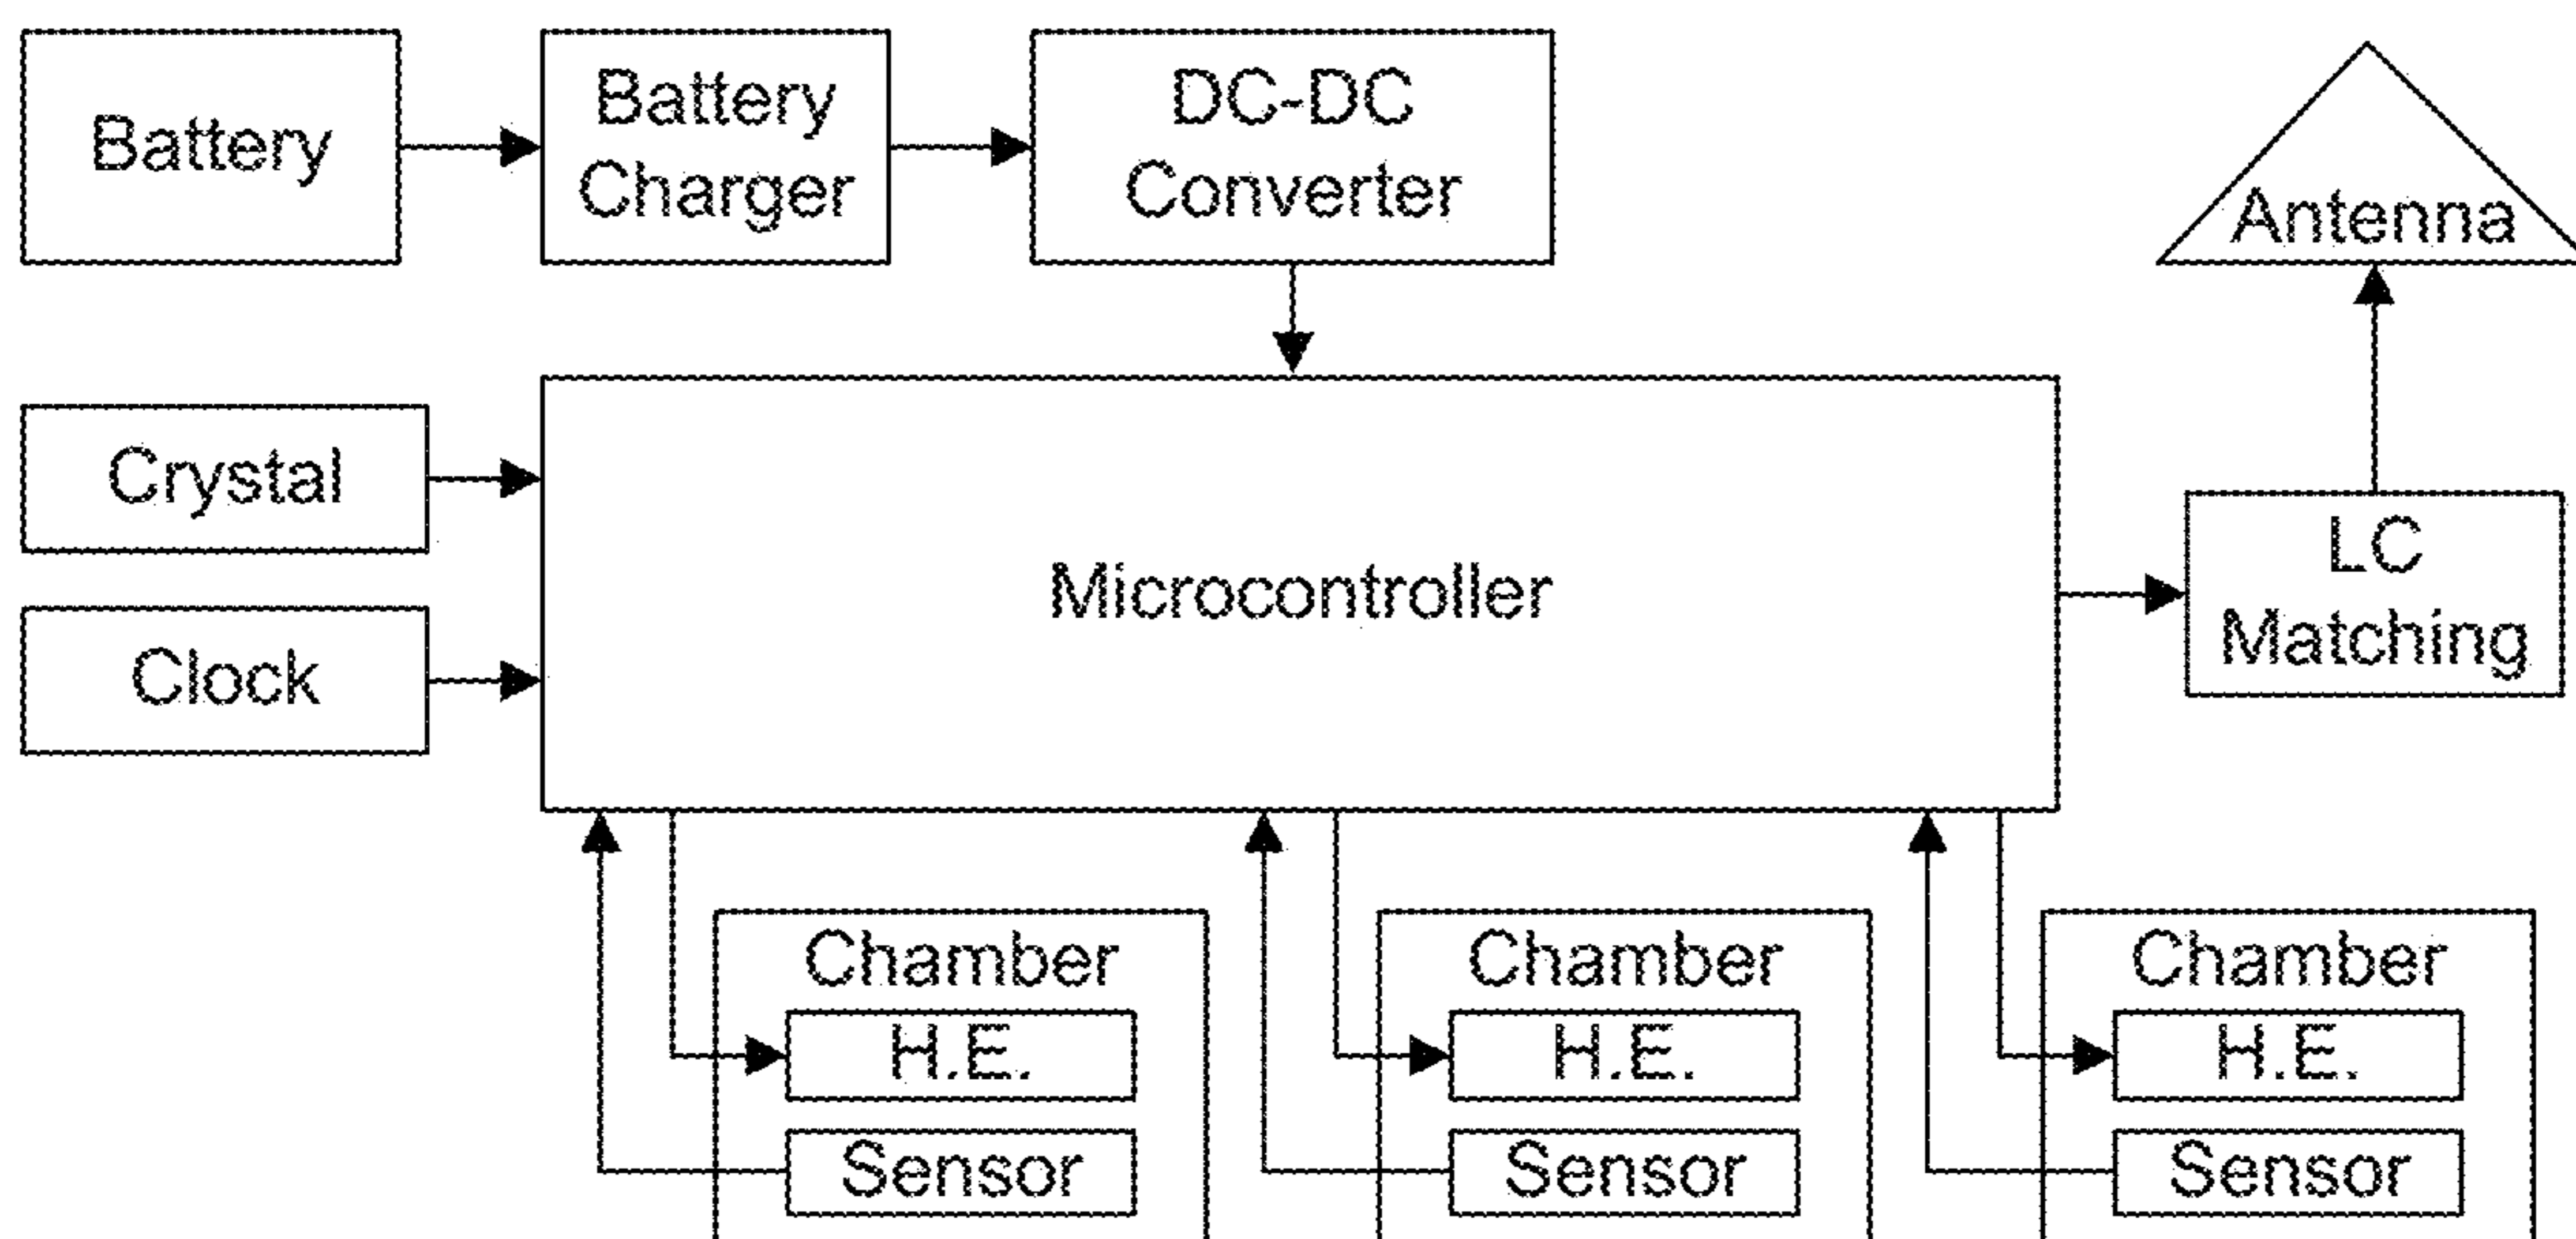 Battery
Battery
Charger
DC-DC
Converter
Antenna
Crystal
Clock
Microcontroller
LC
Matching
Chamber
H.E.
Sensor
Chamber
H.E.
Sensor
Chamber
H.E.
Sensor